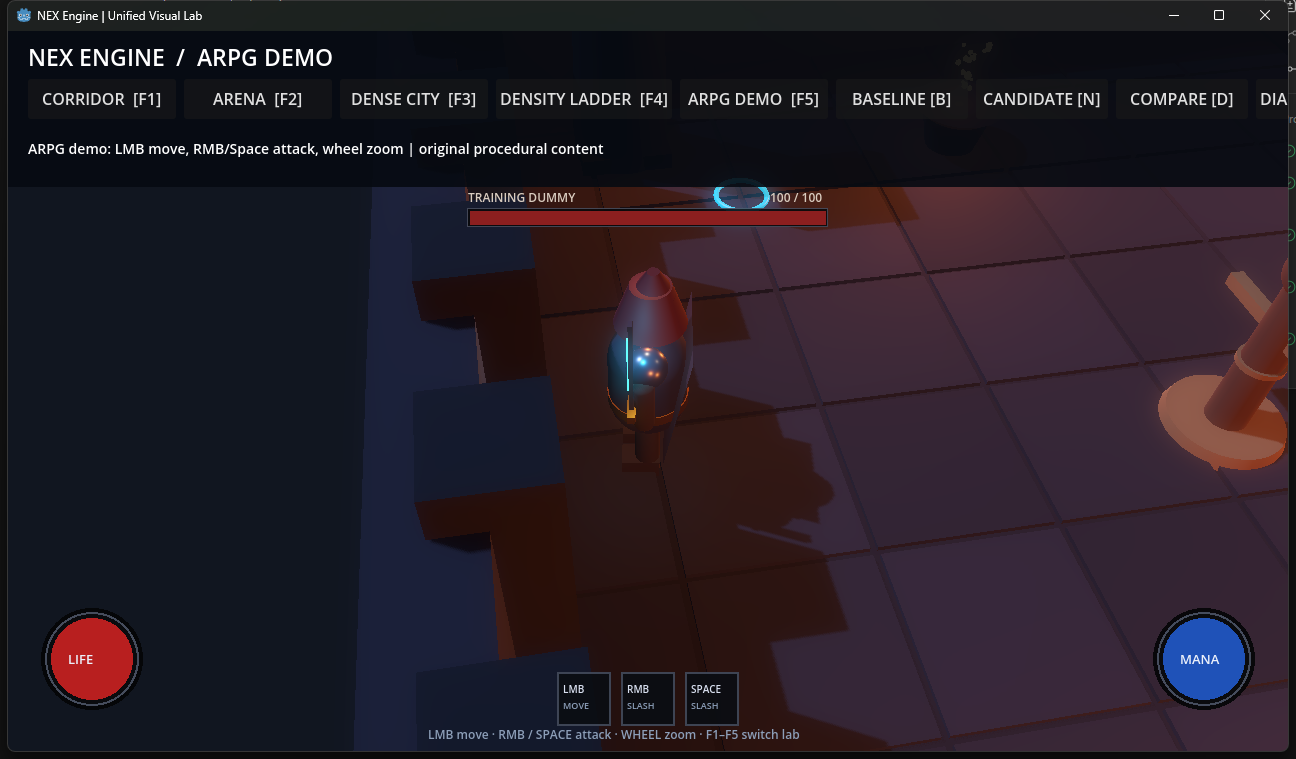 NEX Engine | Unified Visual Lab
NEX ENGINE / ARPG DEMO
CORRIDOR [F1] ARENA [F2] DENSE CITY [F3] DENSITY LADDER [F4] ARPG DEMO [F5] BASELINE [B] CANDIDATE [N] COMPARE [D] DIA
ARPG demo: LMB move, RMB/Space attack, wheel zoom | original procedural content
TRAINING DUMMY 100 / 100
LIFE
MANA
LMB RMB SPACE
MOVE SLASH SLASH
LMB move · RMB / SPACE attack · WHEEL zoom · F1–F5 switch lab